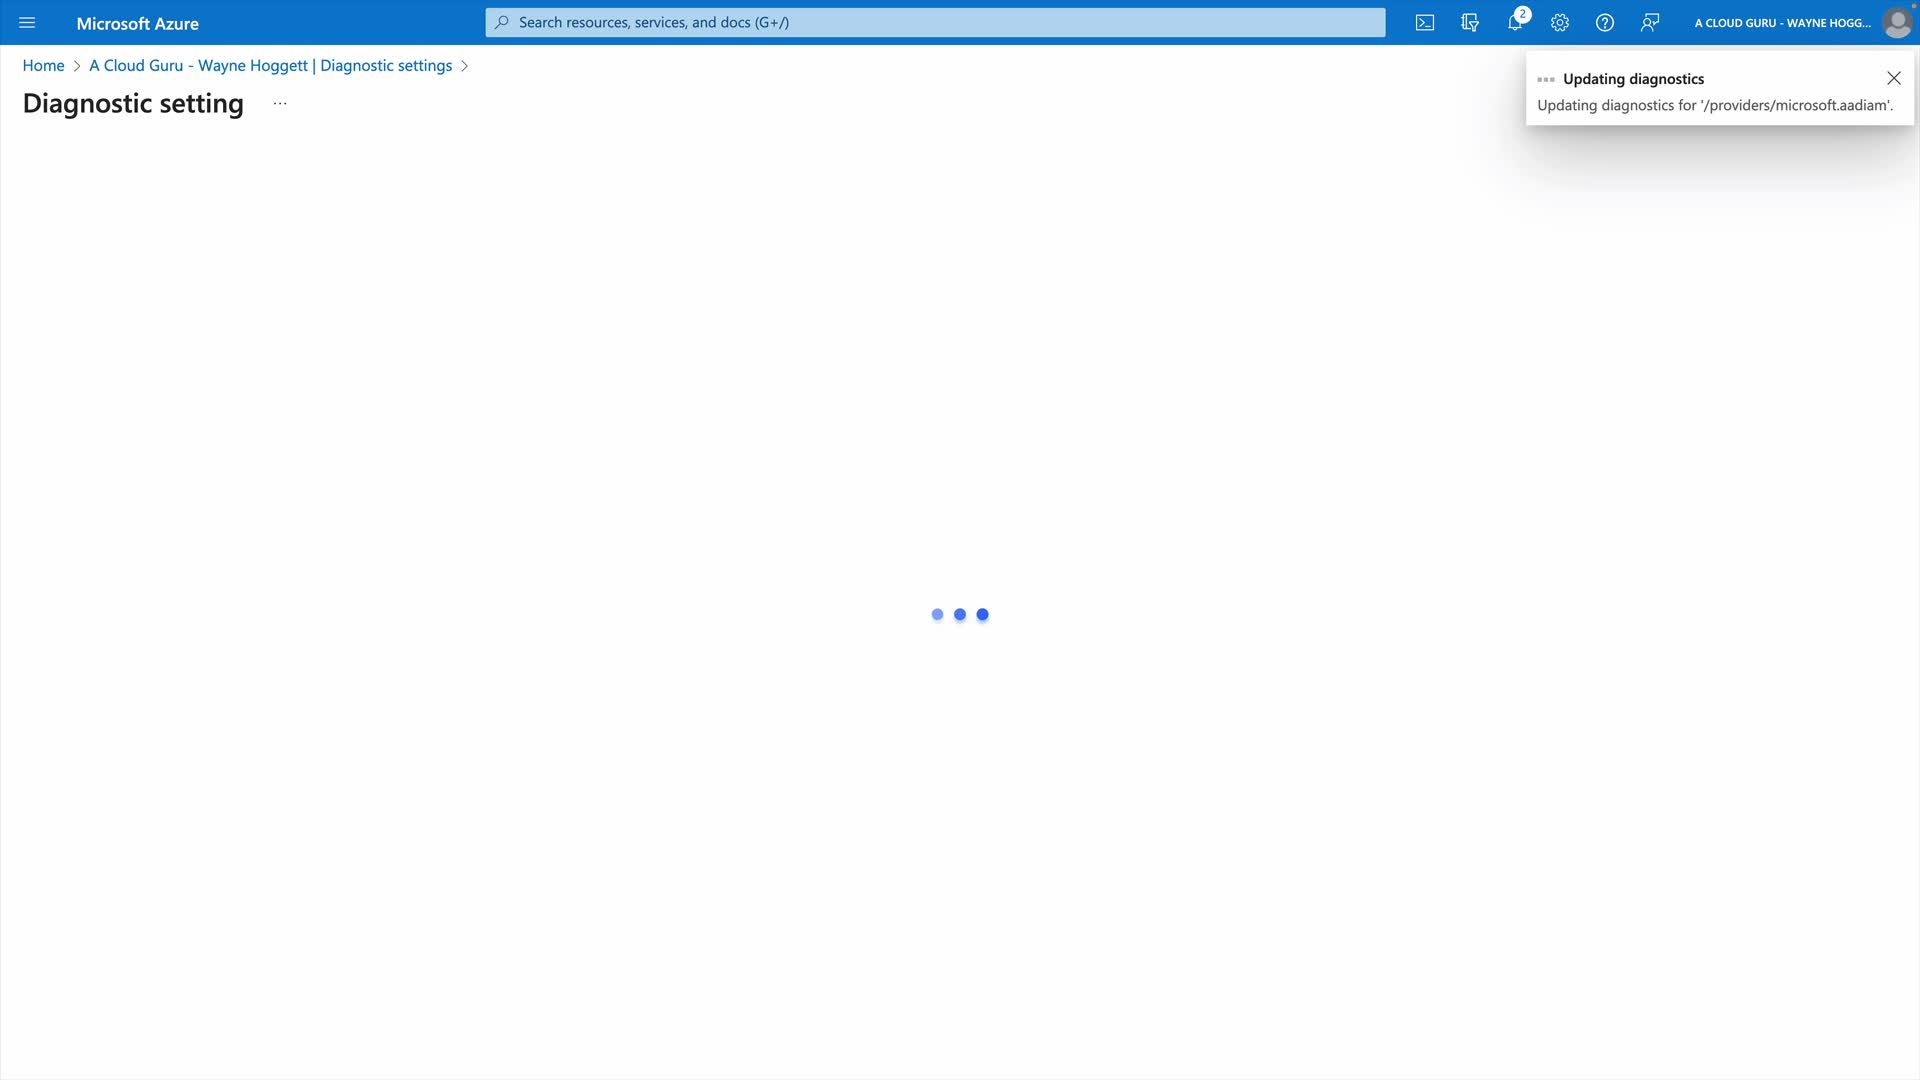 Microsoft Azure
Search resources, services, and docs (G+/)
2
A CLOUD GURU - WAYNE HOGG...
Home > A Cloud Guru - Wayne Hoggett | Diagnostic settings >
Diagnostic setting ...
Updating diagnostics
Updating diagnostics for '/providers/microsoft.aadiam'.